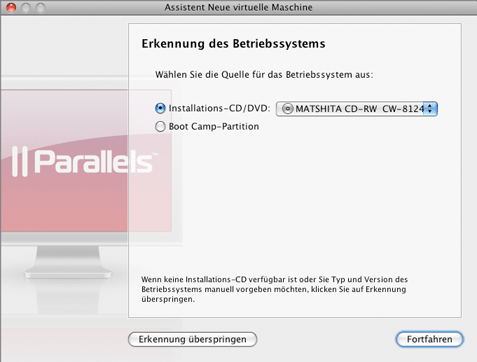 Assistent Neue virtuelle Maschine
Erkennung des Betriebssystems
Wählen Sie die Quelle für das Betriebssystem aus:
Installations-CD/DVD: MATSHITA CD-RW CW-8124
Boot Camp-Partition
Parallels™
Wenn keine Installations-CD verfügbar ist oder Sie Typ und Version des
Betriebssystems manuell vorgeben möchten, klicken Sie auf Erkennung
überspringen.
Erkennung überspringen Fortfahren